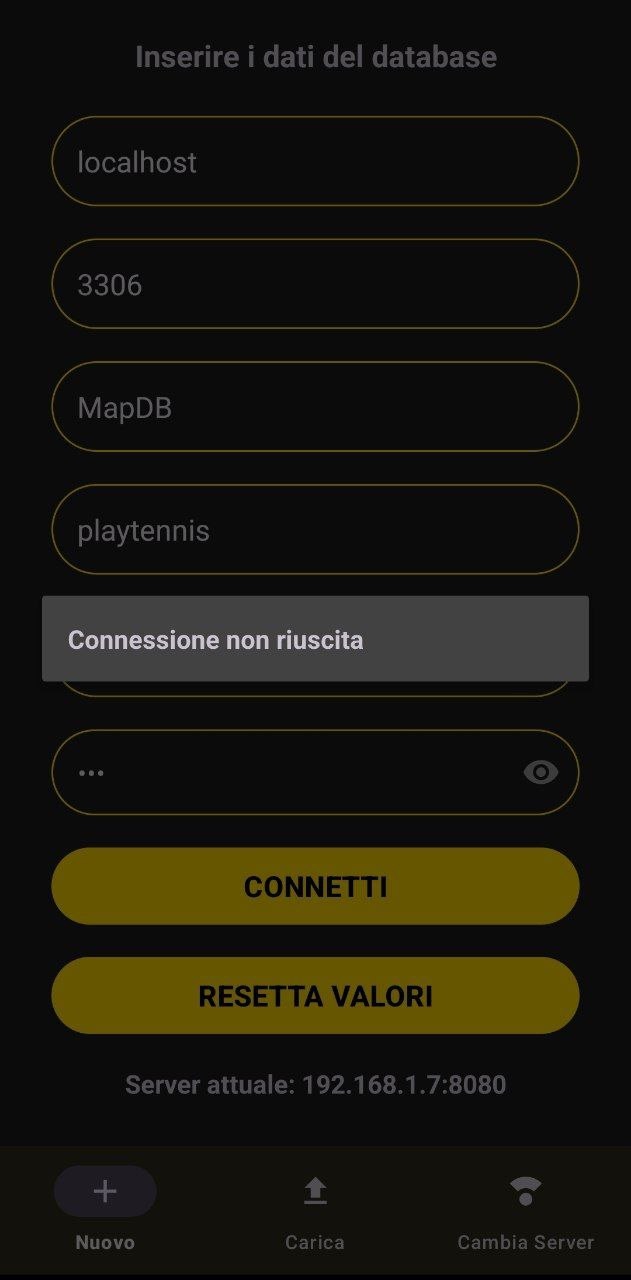 Inserire i dati del database
localhost
3306
MapDB
playtennis
Connessione non riuscita
•••
CONNETTI
RESETTA VALORI
Server attuale: 192.168.1.7:8080
Nuovo
Carica
Cambia Server